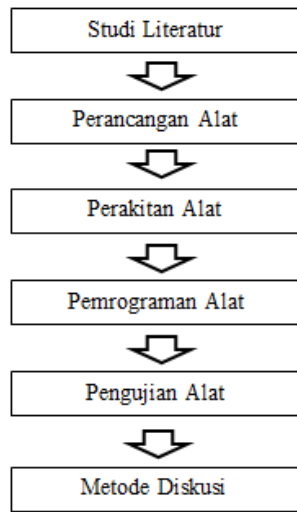 Studi Literatur
Perancangan Alat
Perakitan Alat
Pemrograman Alat
Pengujian Alat
Metode Diskusi